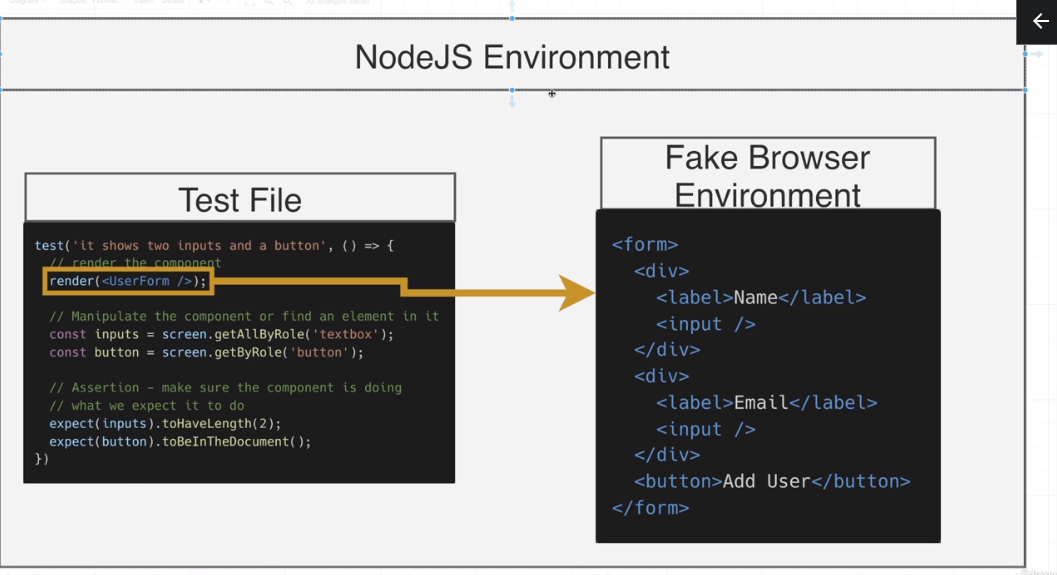 NodeJS Environment
Test File
test('it shows two inputs and a button', () => {
// render the component
render(<UserForm />);
// Manipulate the component or find an element in it
const inputs = screen.getAllByRole('textbox');
const button = screen.getByRole('button');
// Assertion - make sure the component is doing
// what we expect it to do
expect(inputs).toHaveLength(2);
expect(button).toBeInTheDocument();
})
Fake Browser
Environment
<form>
<div>
<label>Name</label>
<input />
</div>
<div>
<label>Email</label>
<input />
</div>
<button>Add User</button>
</form>